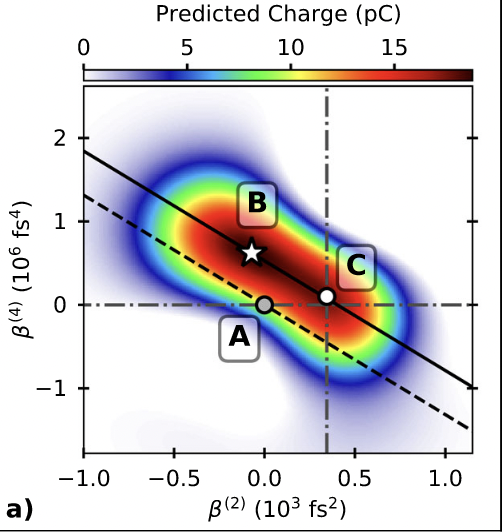 Predicted Charge (pC)
0 5 10 15
2
1
0
−1
β⁽⁴⁾ (10⁶ fs⁴)
B
C
A
−1.0 −0.5 0.0 0.5 1.0
a) β⁽²⁾ (10³ fs²)